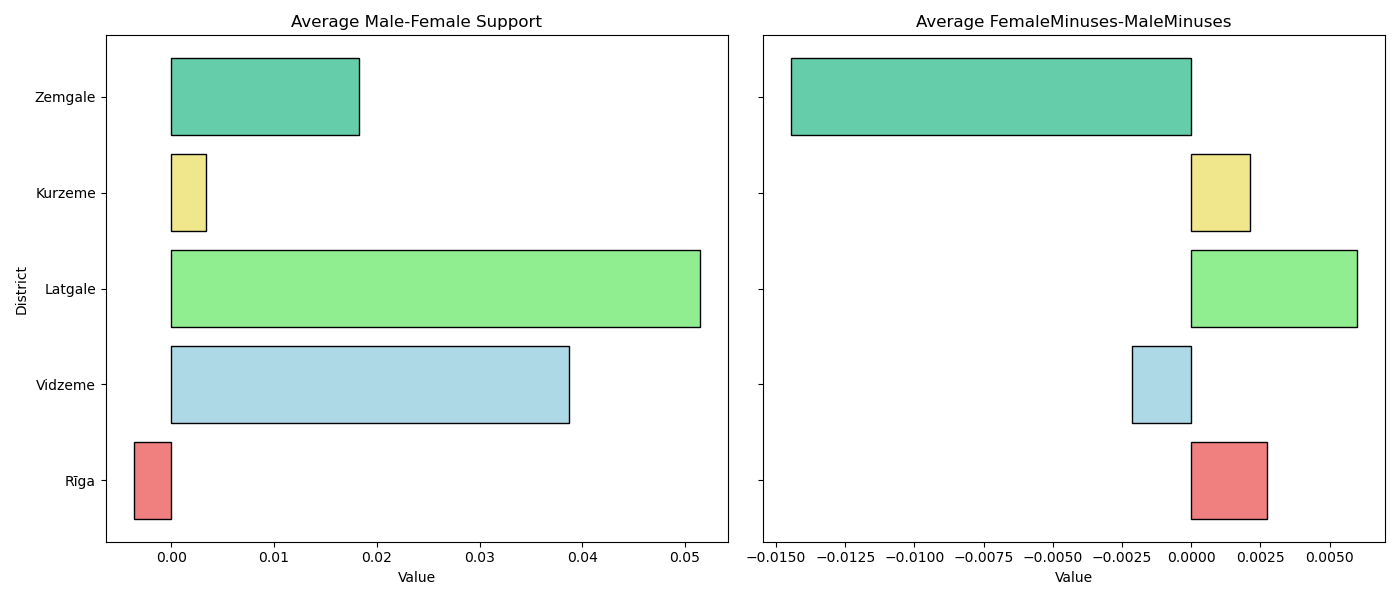 Average Male-Female Support
Average FemaleMinuses-MaleMinuses
District
Zemgale
Kurzeme
Latgale
Vidzeme
Rīga
0.00 0.01 0.02 0.03 0.04 0.05
−0.0150 −0.0125 −0.0100 −0.0075 −0.0050 −0.0025 0.0000 0.0025 0.0050
Value
Value